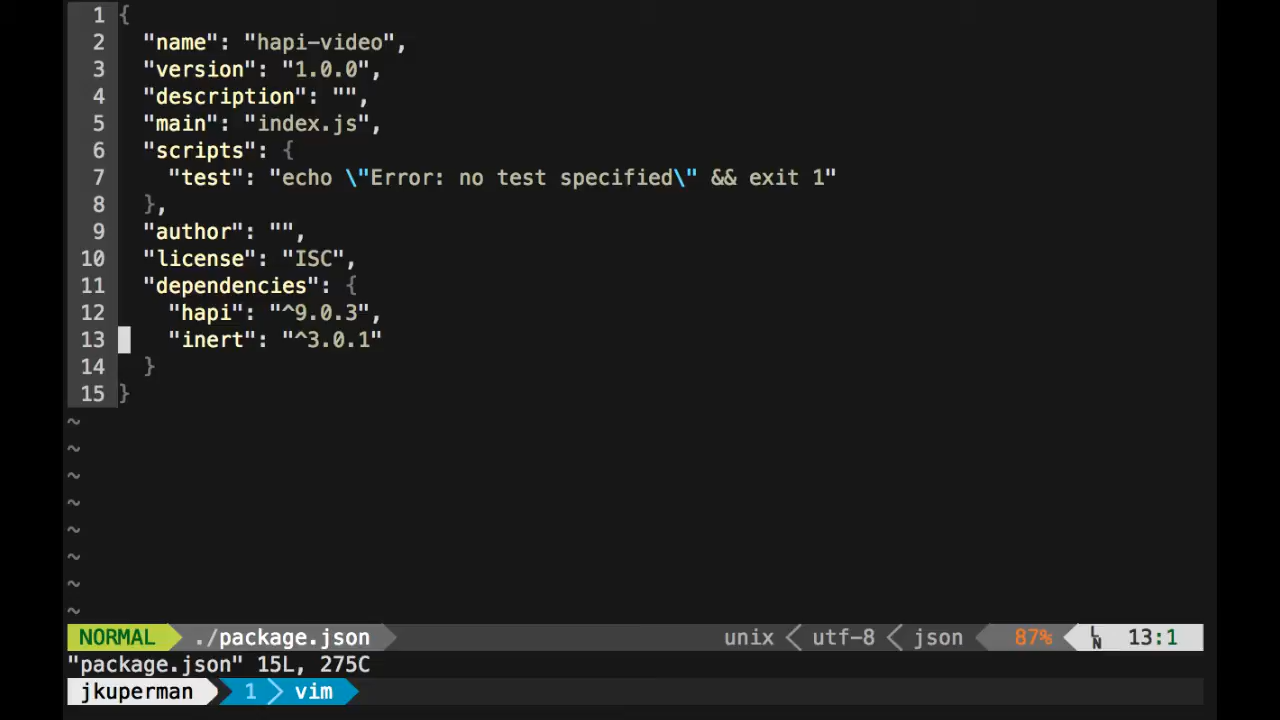 1 {
2 "name": "hapi-video",
3 "version": "1.0.0",
4 "description": "",
5 "main": "index.js",
6 "scripts": {
7 "test": "echo \"Error: no test specified\" && exit 1"
8 },
9 "author": "",
10 "license": "ISC",
11 "dependencies": {
12 "hapi": "^9.0.3",
13 "inert": "^3.0.1"
14 }
15 }
~
~
~
~
~
~
~
~
NORMAL ./package.json unix utf-8 json 87% LN 13:1
"package.json" 15L, 275C
jkuperman 1 vim